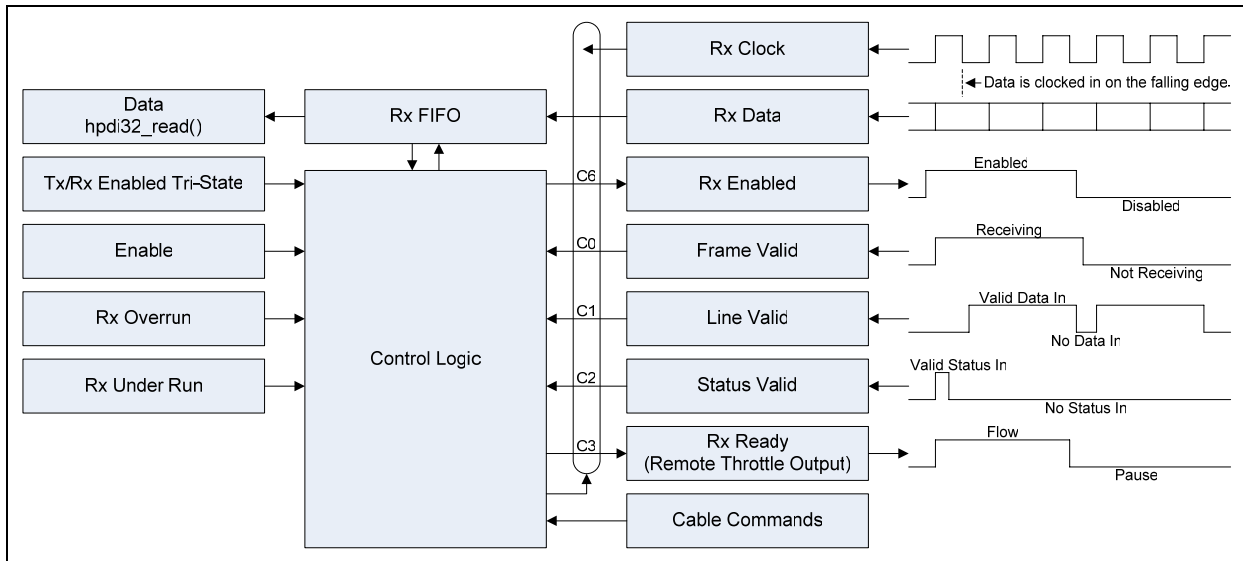 Rx Clock
Data is clocked in on the falling edge.
Data
hpdi32_read()
Rx FIFO
Rx Data
Tx/Rx Enabled Tri-State
C6
Rx Enabled
Enabled
Disabled
Enable
C0
Frame Valid
Receiving
Not Receiving
Rx Overrun
C1
Line Valid
Valid Data In
No Data In
Control Logic
Rx Under Run
C2
Status Valid
Valid Status In
No Status In
C3
Rx Ready
(Remote Throttle Output)
Flow
Pause
Cable Commands